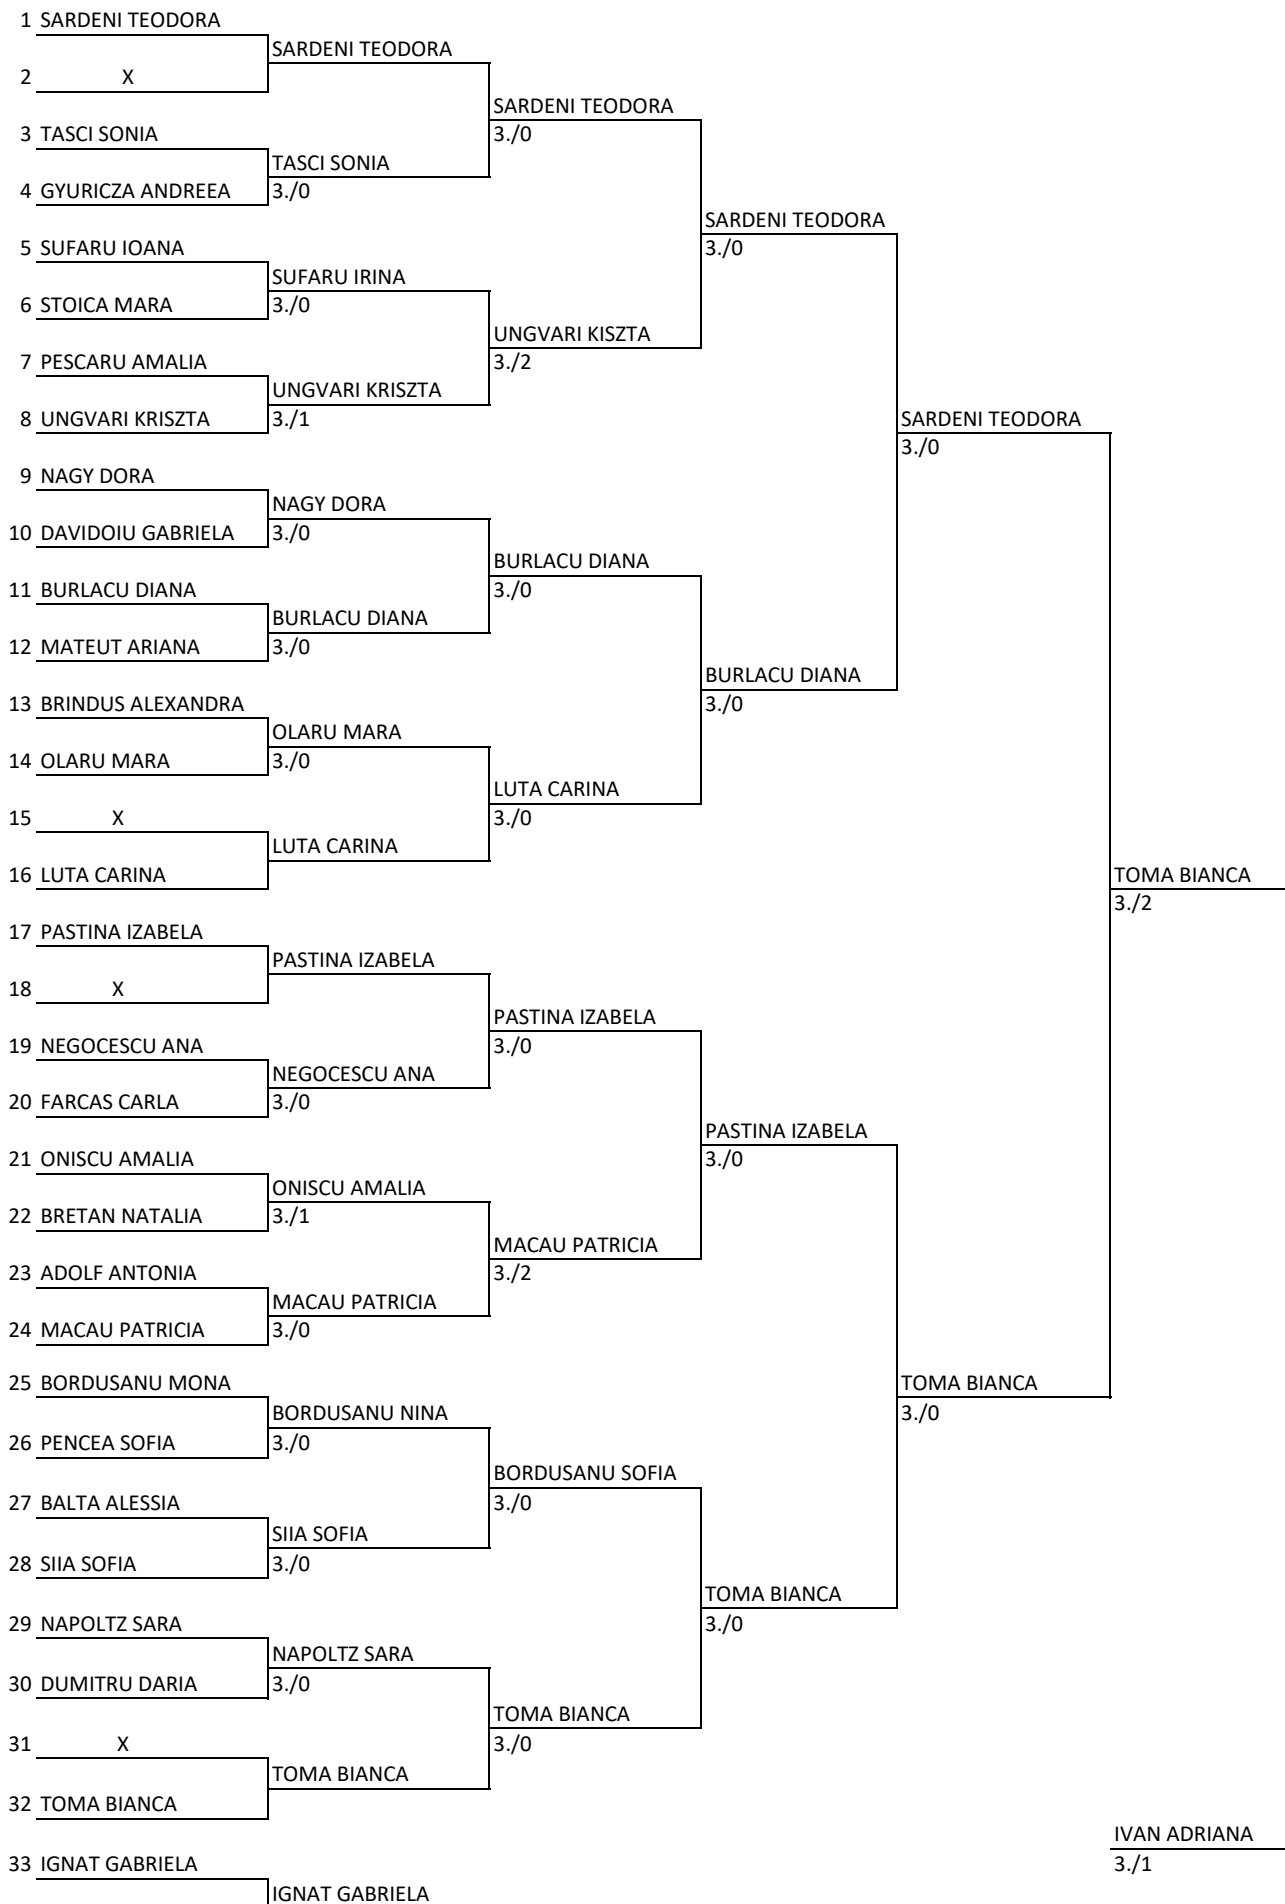 1 SARDENI TEODORA
SARDENI TEODORA
2 X
SARDENI TEODORA
3 TASCI SONIA
3./0
TASCI SONIA
4 GYURICZA ANDREEA
3./0
SARDENI TEODORA
5 SUFARU IOANA
3./0
SUFARU IRINA
6 STOICA MARA
3./0
UNGVARI KISZTA
7 PESCARU AMALIA
3./2
UNGVARI KRISZTA
8 UNGVARI KRISZTA
3./1
SARDENI TEODORA
3./0
9 NAGY DORA
NAGY DORA
10 DAVIDOIU GABRIELA
3./0
BURLACU DIANA
11 BURLACU DIANA
3./0
BURLACU DIANA
12 MATEUT ARIANA
3./0
BURLACU DIANA
13 BRINDUS ALEXANDRA
3./0
OLARU MARA
14 OLARU MARA
3./0
LUTA CARINA
15 X
3./0
LUTA CARINA
16 LUTA CARINA
TOMA BIANCA
3./2
17 PASTINA IZABELA
PASTINA IZABELA
18 X
PASTINA IZABELA
19 NEGOCESCU ANA
3./0
NEGOCESCU ANA
20 FARCAS CARLA
3./0
PASTINA IZABELA
21 ONISCU AMALIA
3./0
ONISCU AMALIA
22 BRETAN NATALIA
3./1
MACAU PATRICIA
23 ADOLF ANTONIA
3./2
MACAU PATRICIA
24 MACAU PATRICIA
3./0
25 BORDUSANU MONA
TOMA BIANCA
BORDUSANU NINA
3./0
26 PENCEA SOFIA
3./0
BORDUSANU SOFIA
27 BALTA ALESSIA
3./0
SIIA SOFIA
28 SIIA SOFIA
3./0
TOMA BIANCA
29 NAPOLTZ SARA
3./0
NAPOLTZ SARA
30 DUMITRU DARIA
3./0
TOMA BIANCA
31 X
3./0
TOMA BIANCA
32 TOMA BIANCA
IVAN ADRIANA
33 IGNAT GABRIELA
3./1
IGNAT GABRIELA